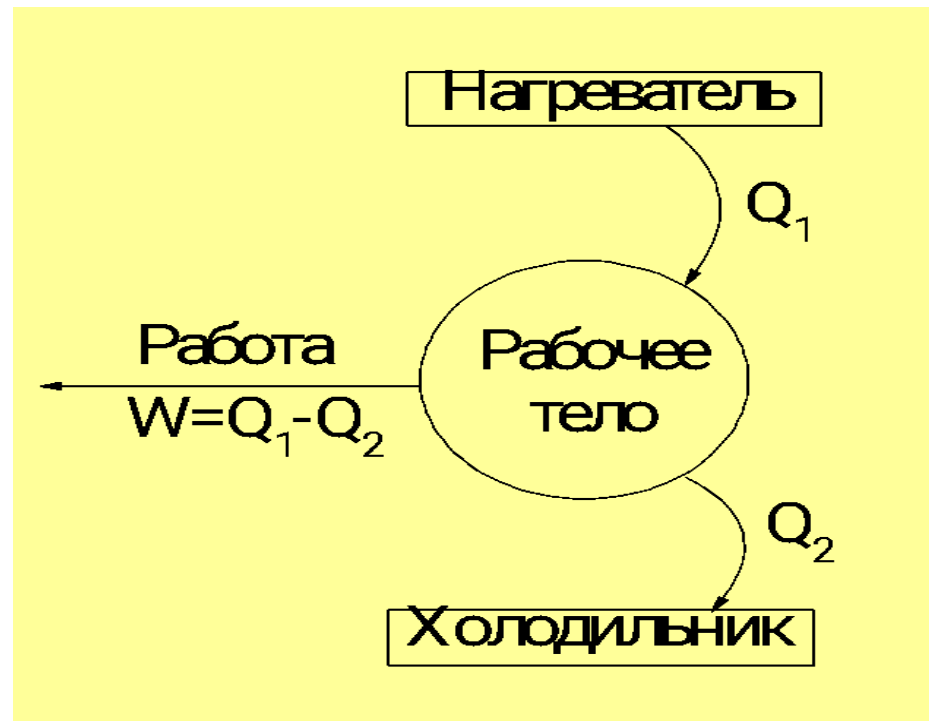 Нагреватель
Q₁
Работа
W=Q₁-Q₂
Рабочее
тело
Q₂
Холодильник